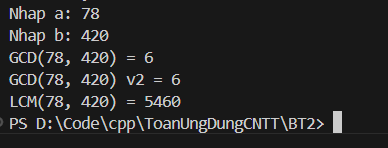 Nhap a: 78
Nhap b: 420
GCD(78, 420) = 6
GCD(78, 420) v2 = 6
LCM(78, 420) = 5460
PS D:\Code\cpp\ToanUngDungCNTT\BT2>